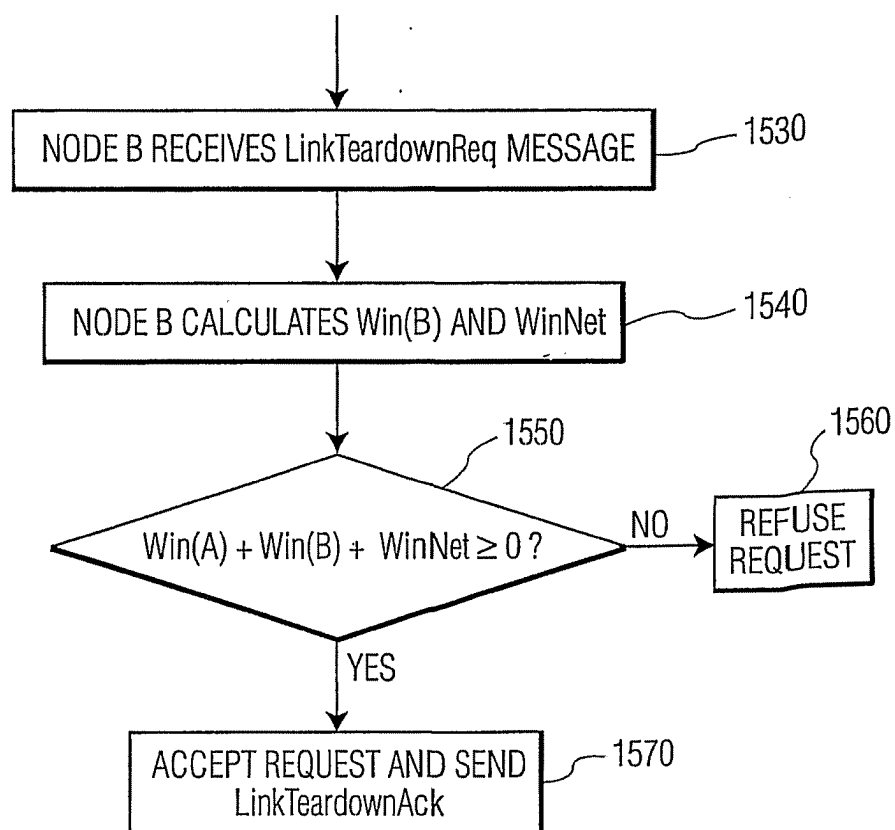 NODE B RECEIVES LinkTeardownReq MESSAGE
1530
NODE B CALCULATES Win(B) AND WinNet
1540
1550
Win(A) + Win(B) + WinNet ≥ 0 ?
NO
1560
REFUSE
REQUEST
YES
ACCEPT REQUEST AND SEND
LinkTeardownAck
1570